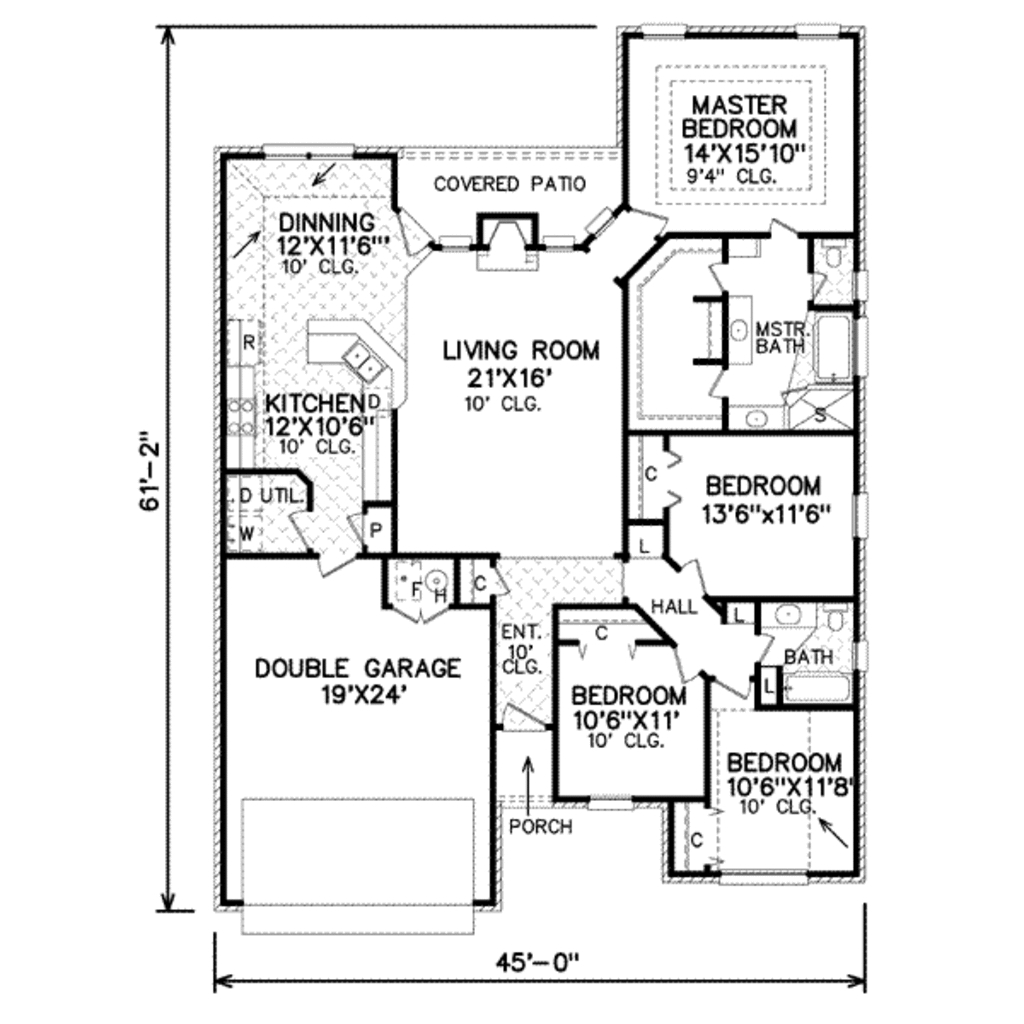 MASTER
BEDROOM
14'X15'10"
9'4" CLG.
COVERED PATIO
DINNING
12'X11'6"'
10' CLG.
R
MSTR.
BATH
S
LIVING ROOM
21'X16'
10' CLG.
KITCHEN D
12'X10'6"
10' CLG.
61'-2"
C
BEDROOM
13'6"x11'6"
D UTIL.
W
P
L
F
H
C
HALL
L
ENT.
10'
CLG.
C
BATH
L
DOUBLE GARAGE
19'X24'
BEDROOM
10'6"X11'
10' CLG.
BEDROOM
10'6"X11'8'
10' CLG.
PORCH
C
45'-0"